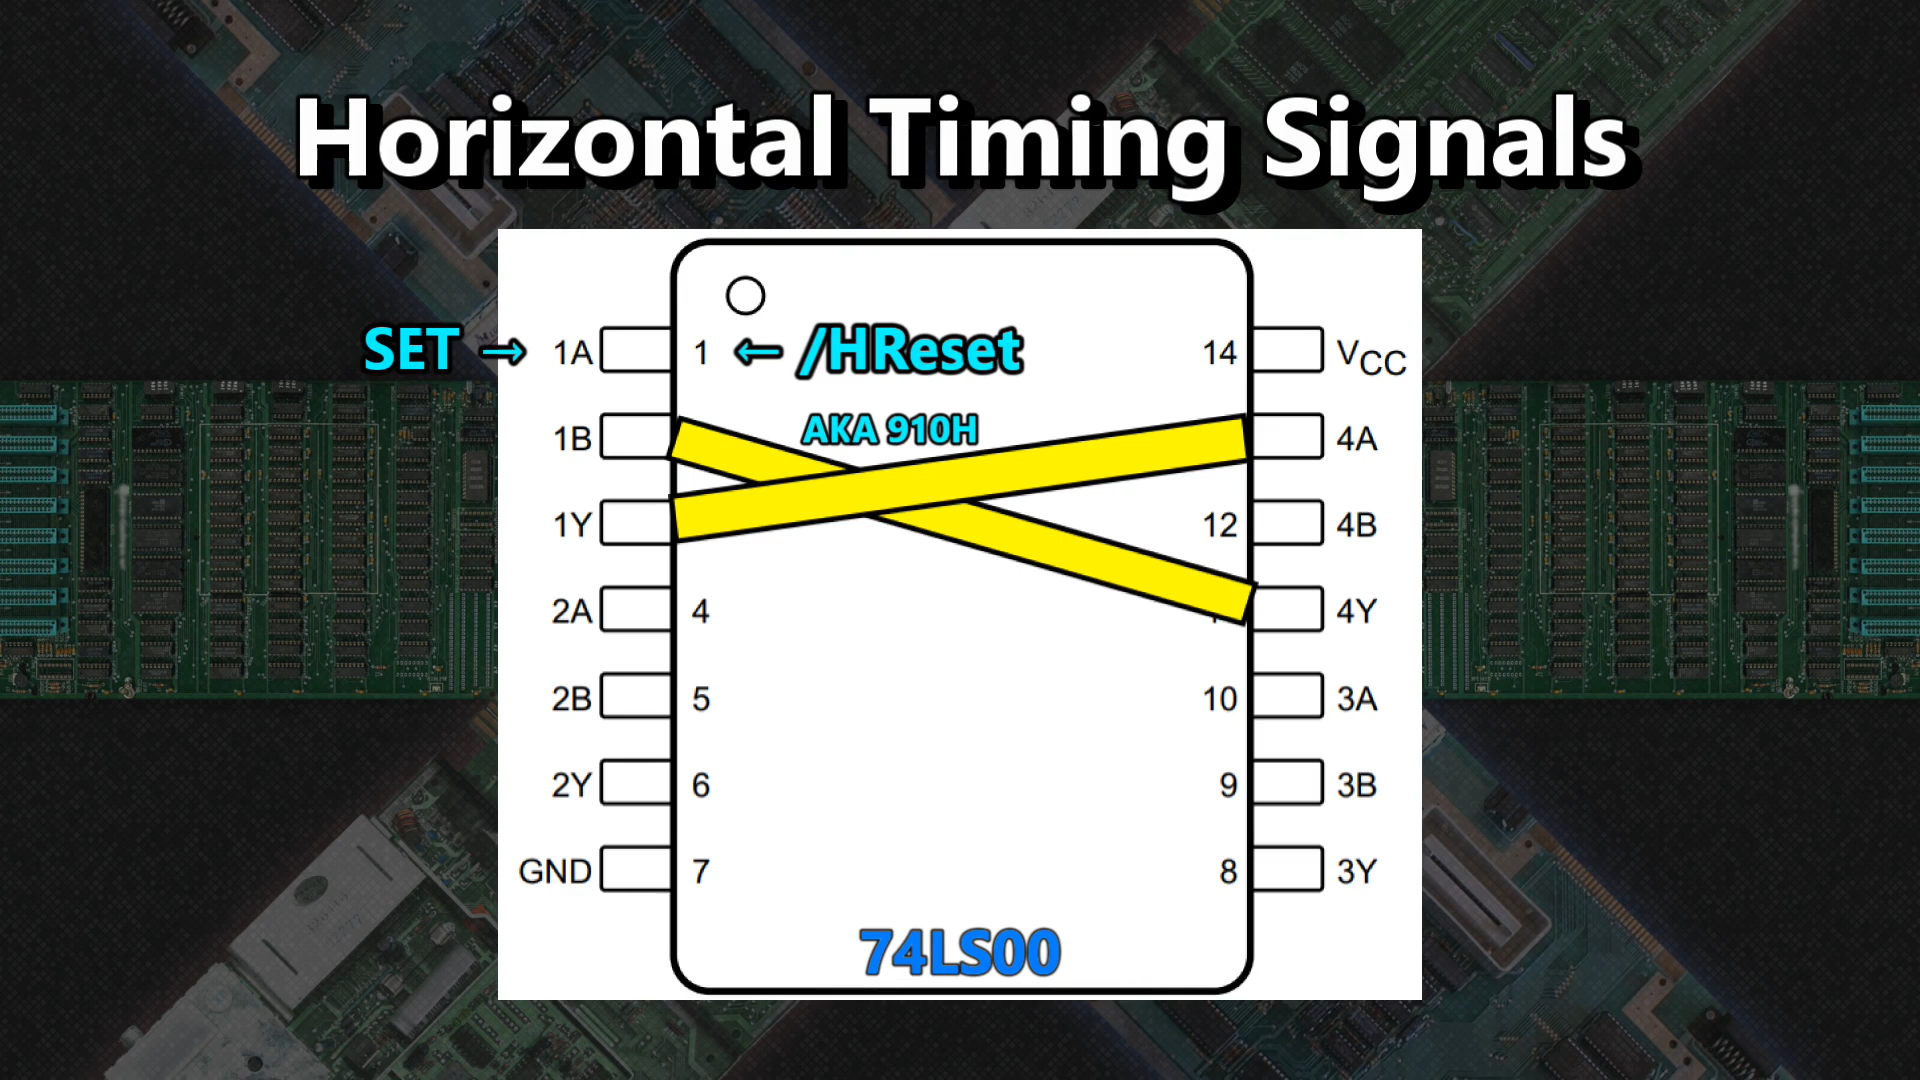 Horizontal Timing Signals
SET → 1A 1 ← /HReset 14 VCC
1B AKA 910H 4A
1Y 12 4B
2A 4 4Y
2B 5 10 3A
2Y 6 9 3B
GND 7 8 3Y
74LS00